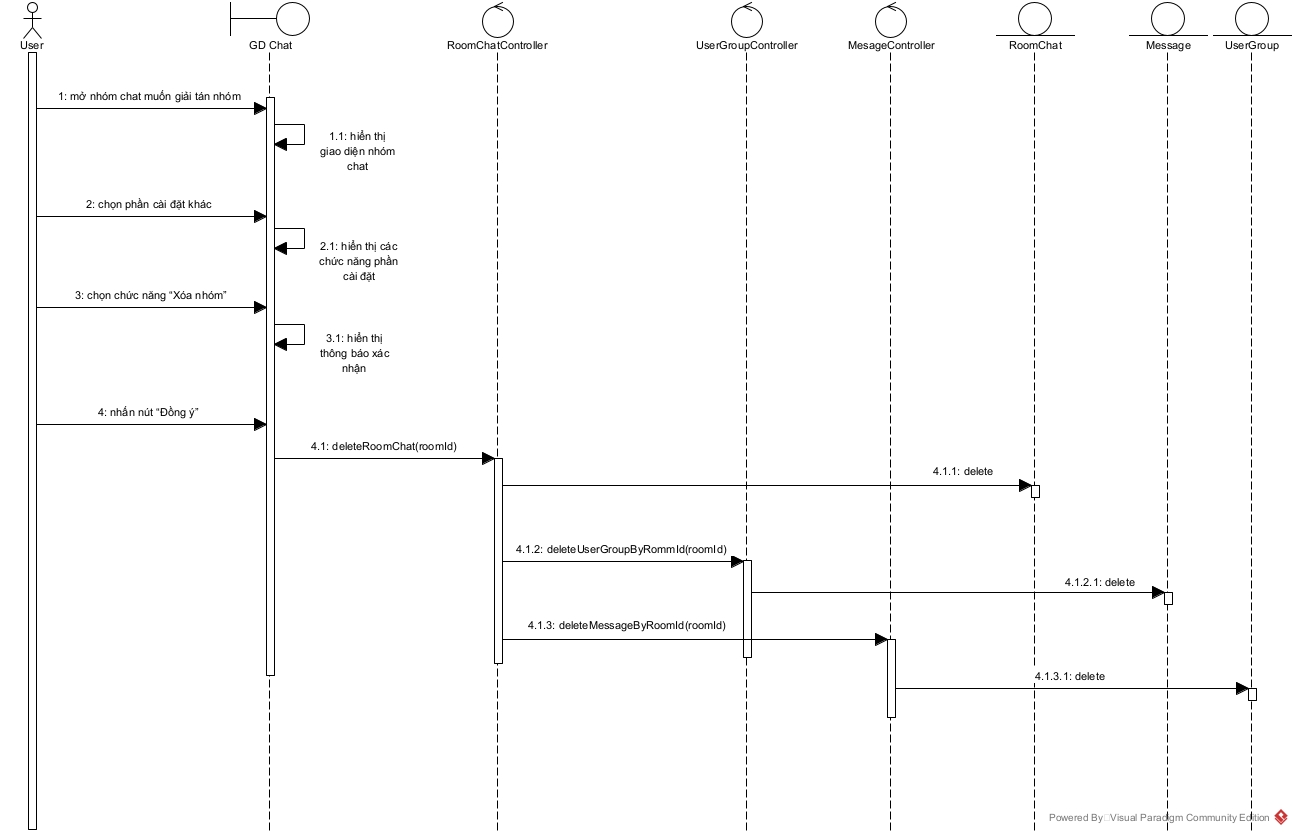 User
GD Chat
RoomChatController
UserGroupController
MesageController
RoomChat
Message
UserGroup
1: mở nhóm chat muốn giải tán nhóm
1.1: hiển thị
giao diện nhóm
chat
2: chọn phần cài đặt khác
2.1: hiển thị các
chức năng phần
cài đặt
3: chọn chức năng “Xóa nhóm”
3.1: hiển thị
thông báo xác
nhận
4: nhấn nút “Đồng ý”
4.1: deleteRoomChat(roomId)
4.1.1: delete
4.1.2: deleteUserGroupByRommId(roomId)
4.1.2.1: delete
4.1.3: deleteMessageByRoomId(roomId)
4.1.3.1: delete
Powered By Visual Paradigm Community Edition